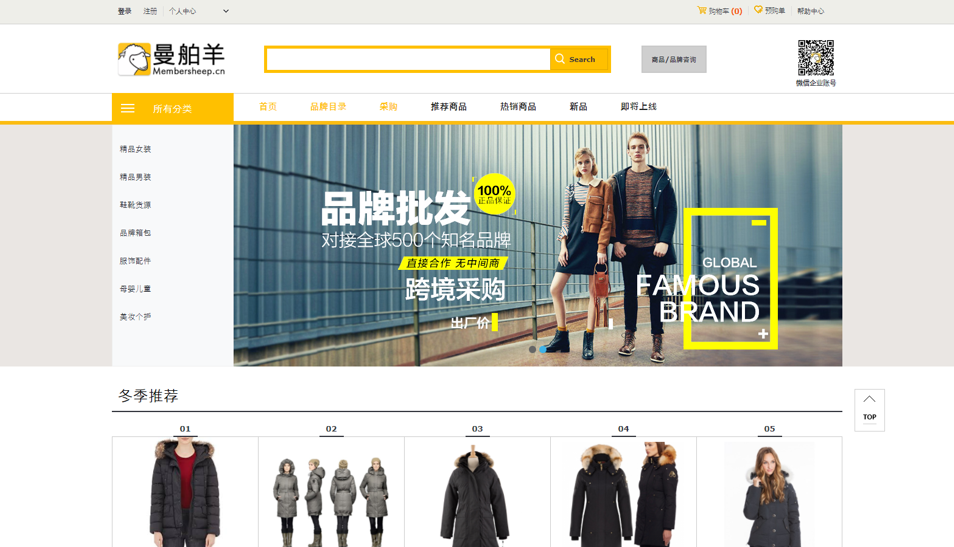 登录 注册 个人中心 购物车 (0) 预购单 帮助中心
曼舶羊
Membersheep.cn
Search
商品/品牌咨询
微信企业账号
所有分类 首页 品牌目录 采购 推荐商品 热销商品 新品 即将上线
精品女装
精品男装
鞋靴货源
品牌箱包
服饰配件
母婴儿童
美妆个护
100%
正品保证
品牌批发
对接全球500个知名品牌
直接合作 无中间商
跨境采购
出厂价
GLOBAL
FAMOUS
BRAND
冬季推荐
TOP
01 02 03 04 05